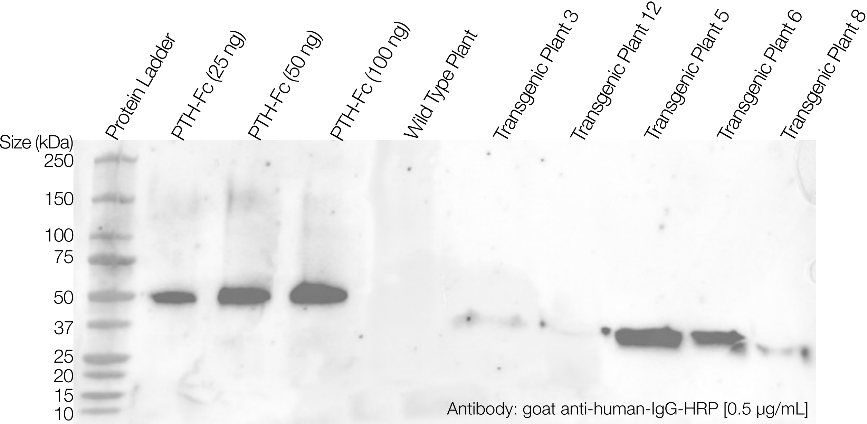 Protein Ladder
PTH-Fc (25 ng)
PTH-Fc (50 ng)
PTH-Fc (100 ng)
Wild Type Plant
Transgenic Plant 3
Transgenic Plant 12
Transgenic Plant 5
Transgenic Plant 6
Transgenic Plant 8
Size (kDa)
250
150
100
75
50
37
25
20
15
10
Antibody: goat anti-human-IgG-HRP [0.5 µg/mL]